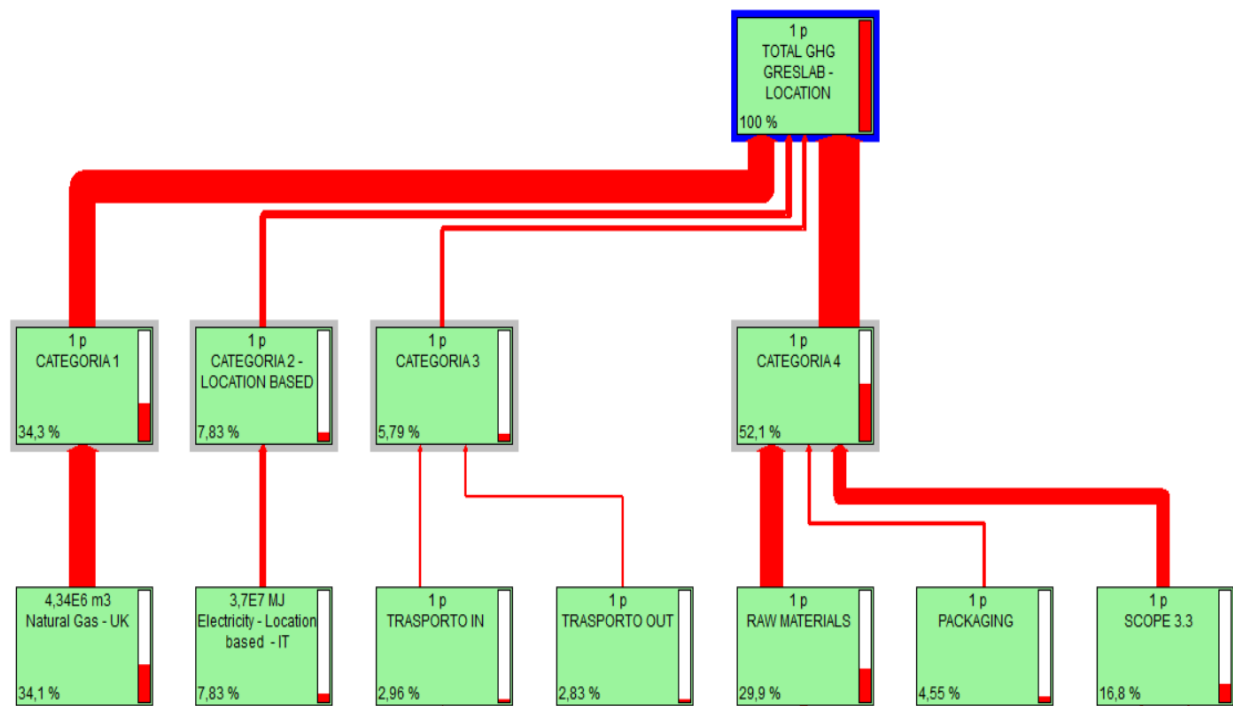 1 p
TOTAL GHG
GRESLAB -
LOCATION
100 %
1 p
CATEGORIA 1
34,3 %
1 p
CATEGORIA 2 -
LOCATION BASED
7,83 %
1 p
CATEGORIA 3
5,79 %
1 p
CATEGORIA 4
52,1 %
4,34E6 m3
Natural Gas - UK
34,1 %
3,7E7 MJ
Electricity - Location
based - IT
7,83 %
1 p
TRASPORTO IN
2,96 %
1 p
TRASPORTO OUT
2,83 %
1 p
RAW MATERIALS
29,9 %
1 p
PACKAGING
4,55 %
1 p
SCOPE 3.3
16,8 %